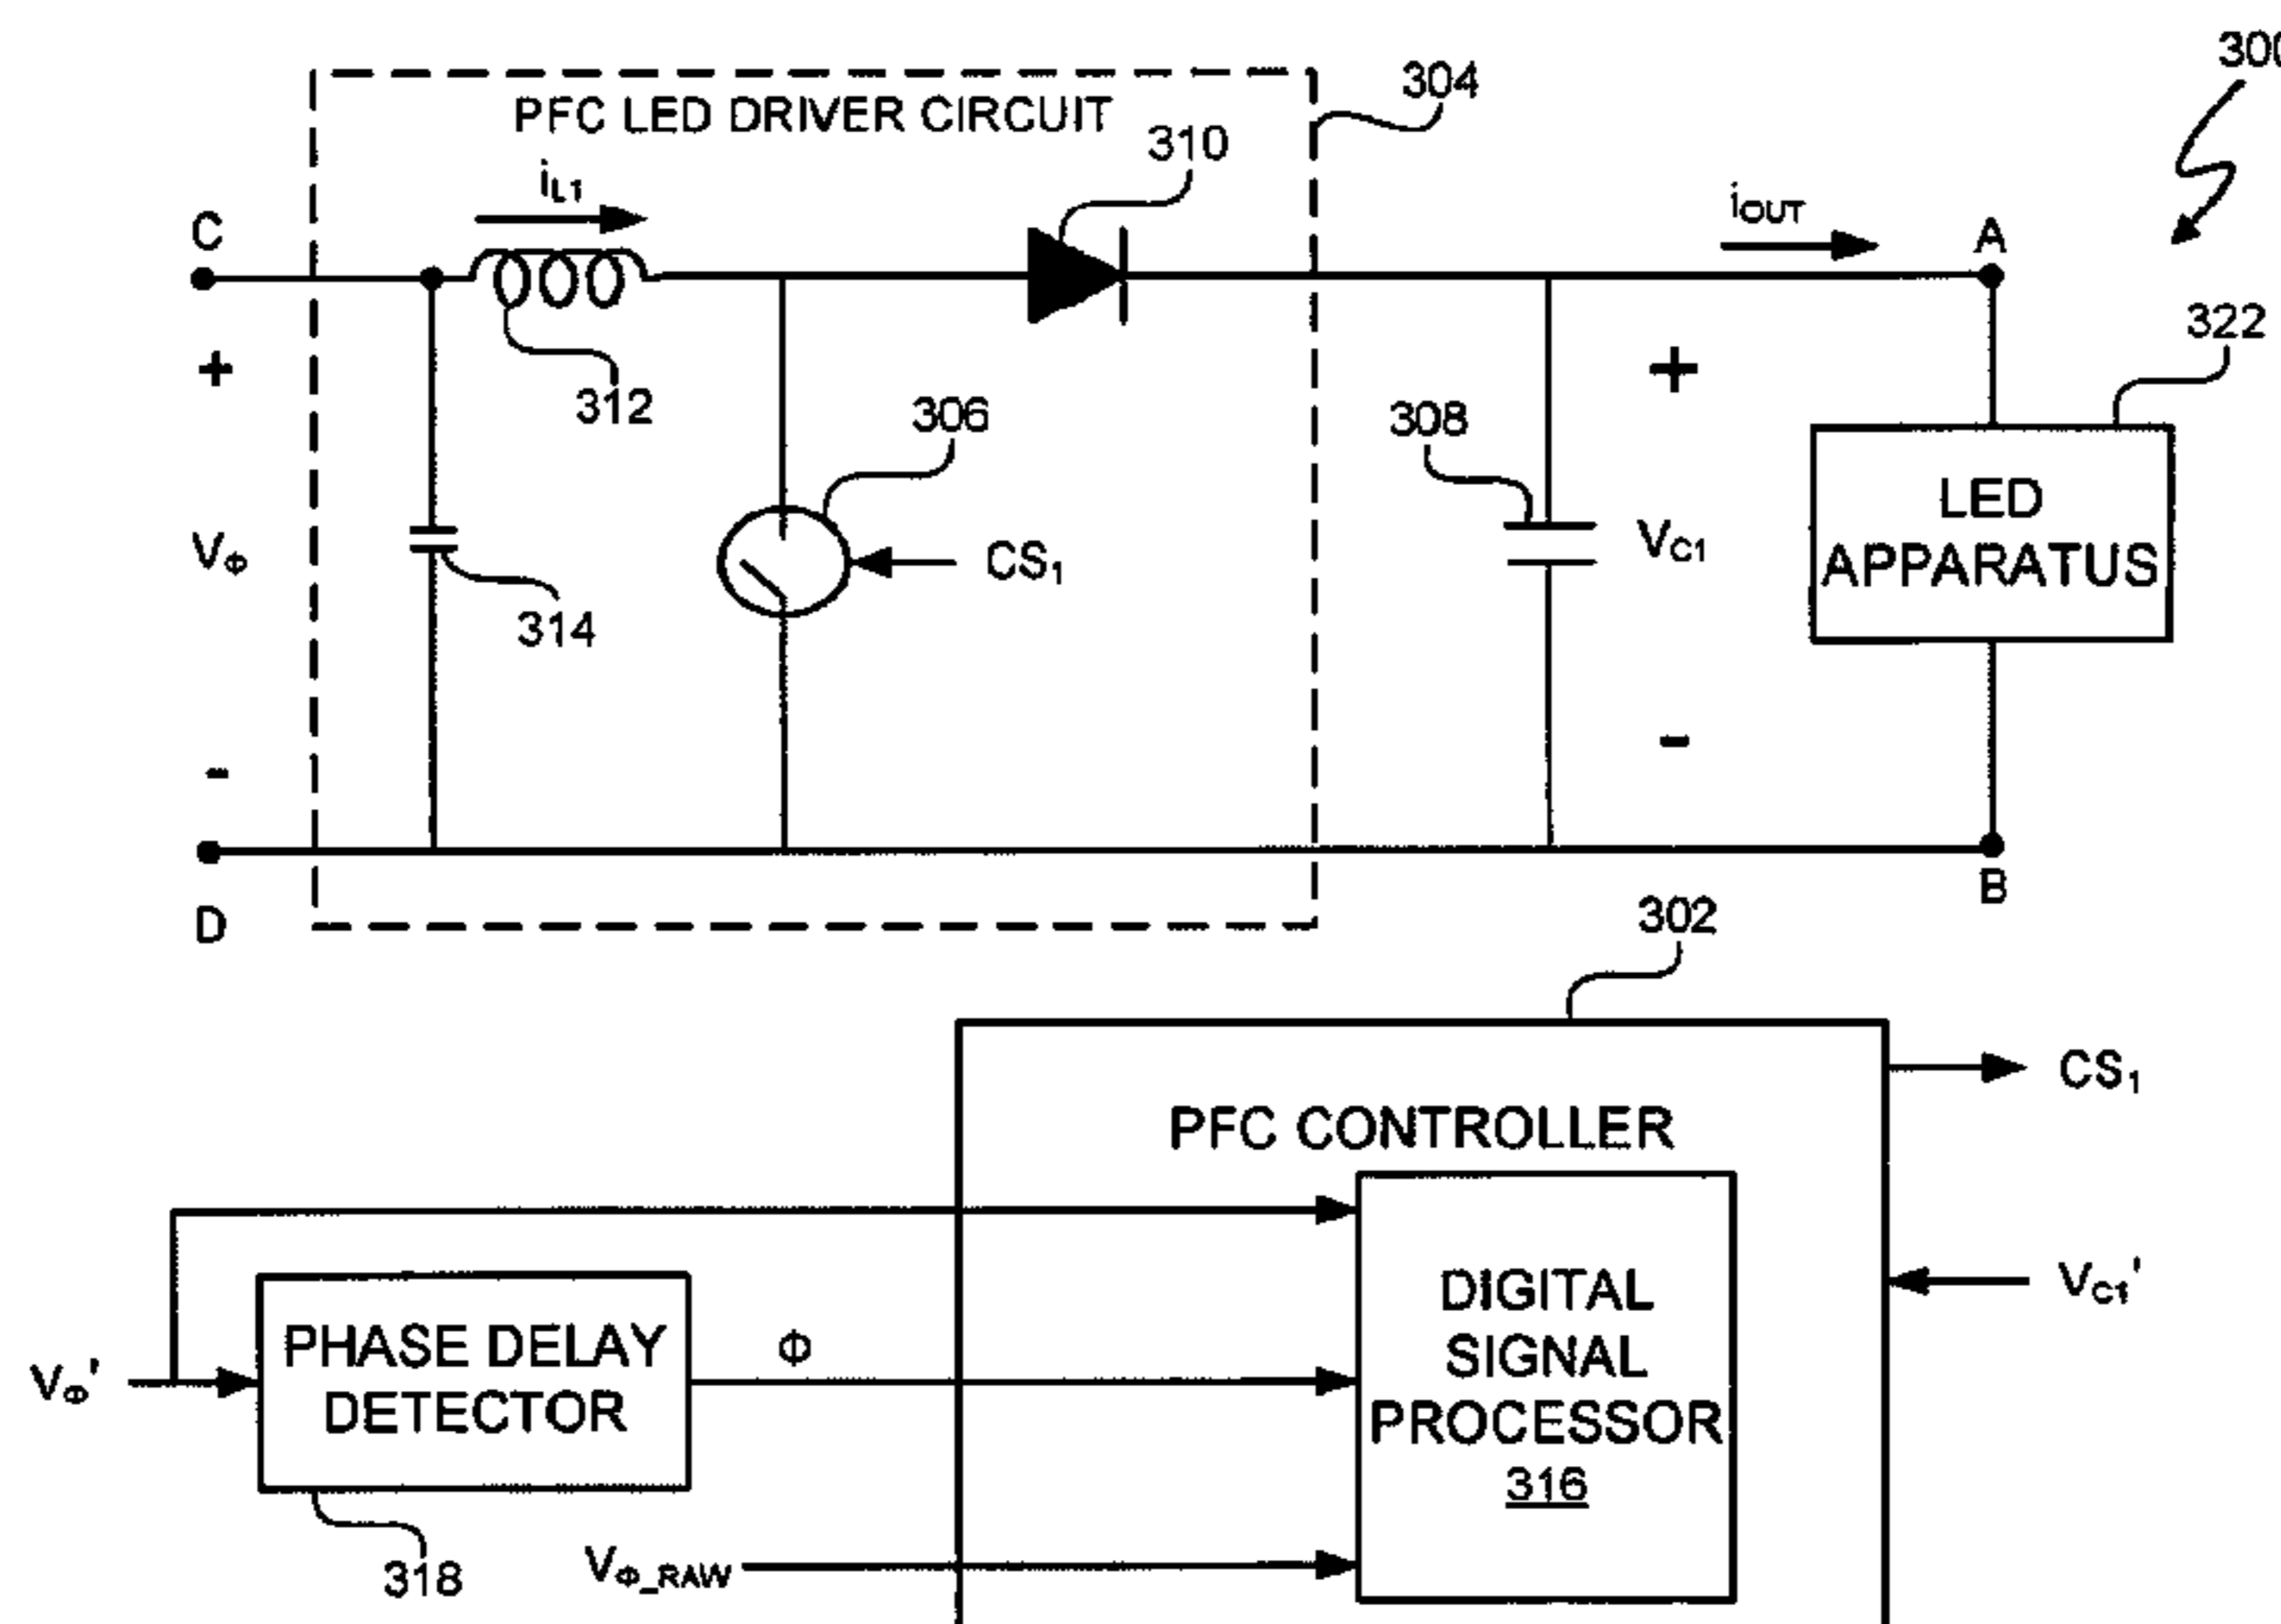 300
304
PFC LED DRIVER CIRCUIT
310
iL1
iOUT
C
A
322
+
312
306
308
+
LED
APPARATUS
VΦ
CS1
VC1
314
-
-
D
B
302
CS1
PFC CONTROLLER
DIGITAL
SIGNAL
PROCESSOR
316
VC1'
PHASE DELAY
DETECTOR
Φ
VΦ'
318
VΦ_RAW